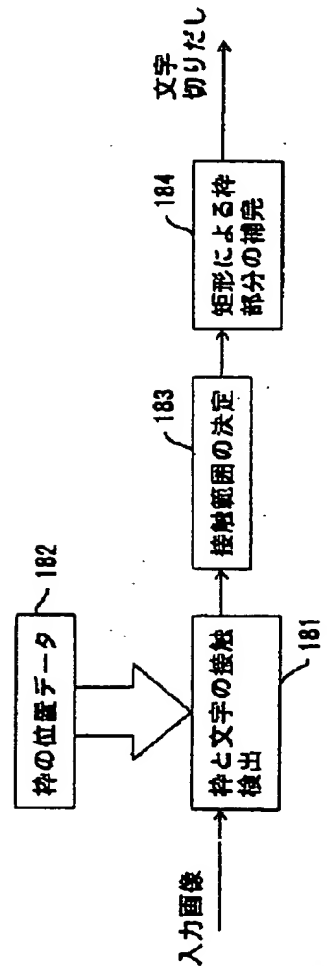 182
枠の位置データ
入力画像
枠と文字の接触
検出
181
183
接触範囲の決定
184
矩形による枠
部分の補完
文字
切りだし